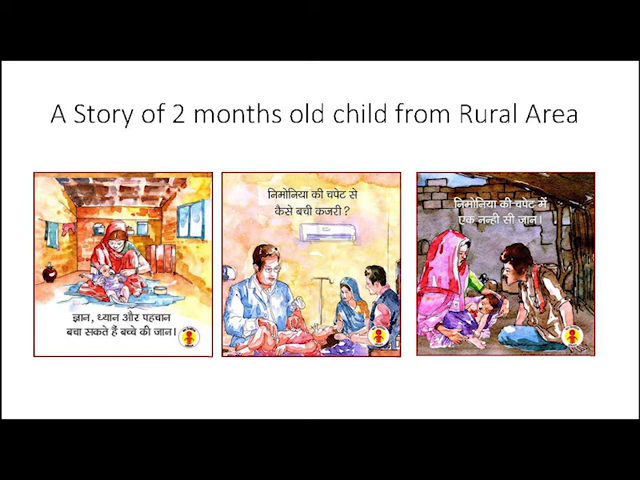 A Story of 2 months old child from Rural Area
ज्ञान, ध्यान और पहचान
बचा सकते हैं बच्चे की जान।
निमोनिया की चपेट से
कैसे बची कजरी ?
निमोनिया की चपेट में
एक नन्ही सी जान।